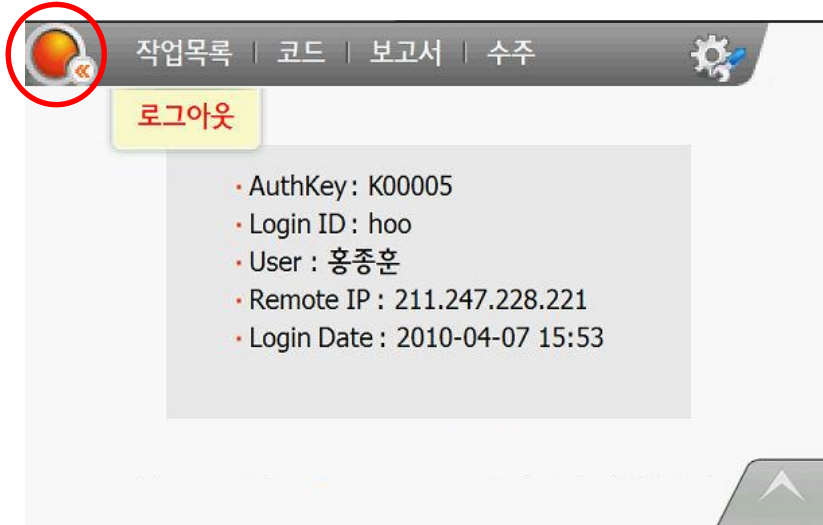 작업목록 | 코드 | 보고서 | 수주
로그아웃
· AuthKey : K00005
· Login ID : hoo
· User : 홍종훈
· Remote IP : 211.247.228.221
· Login Date : 2010-04-07 15:53